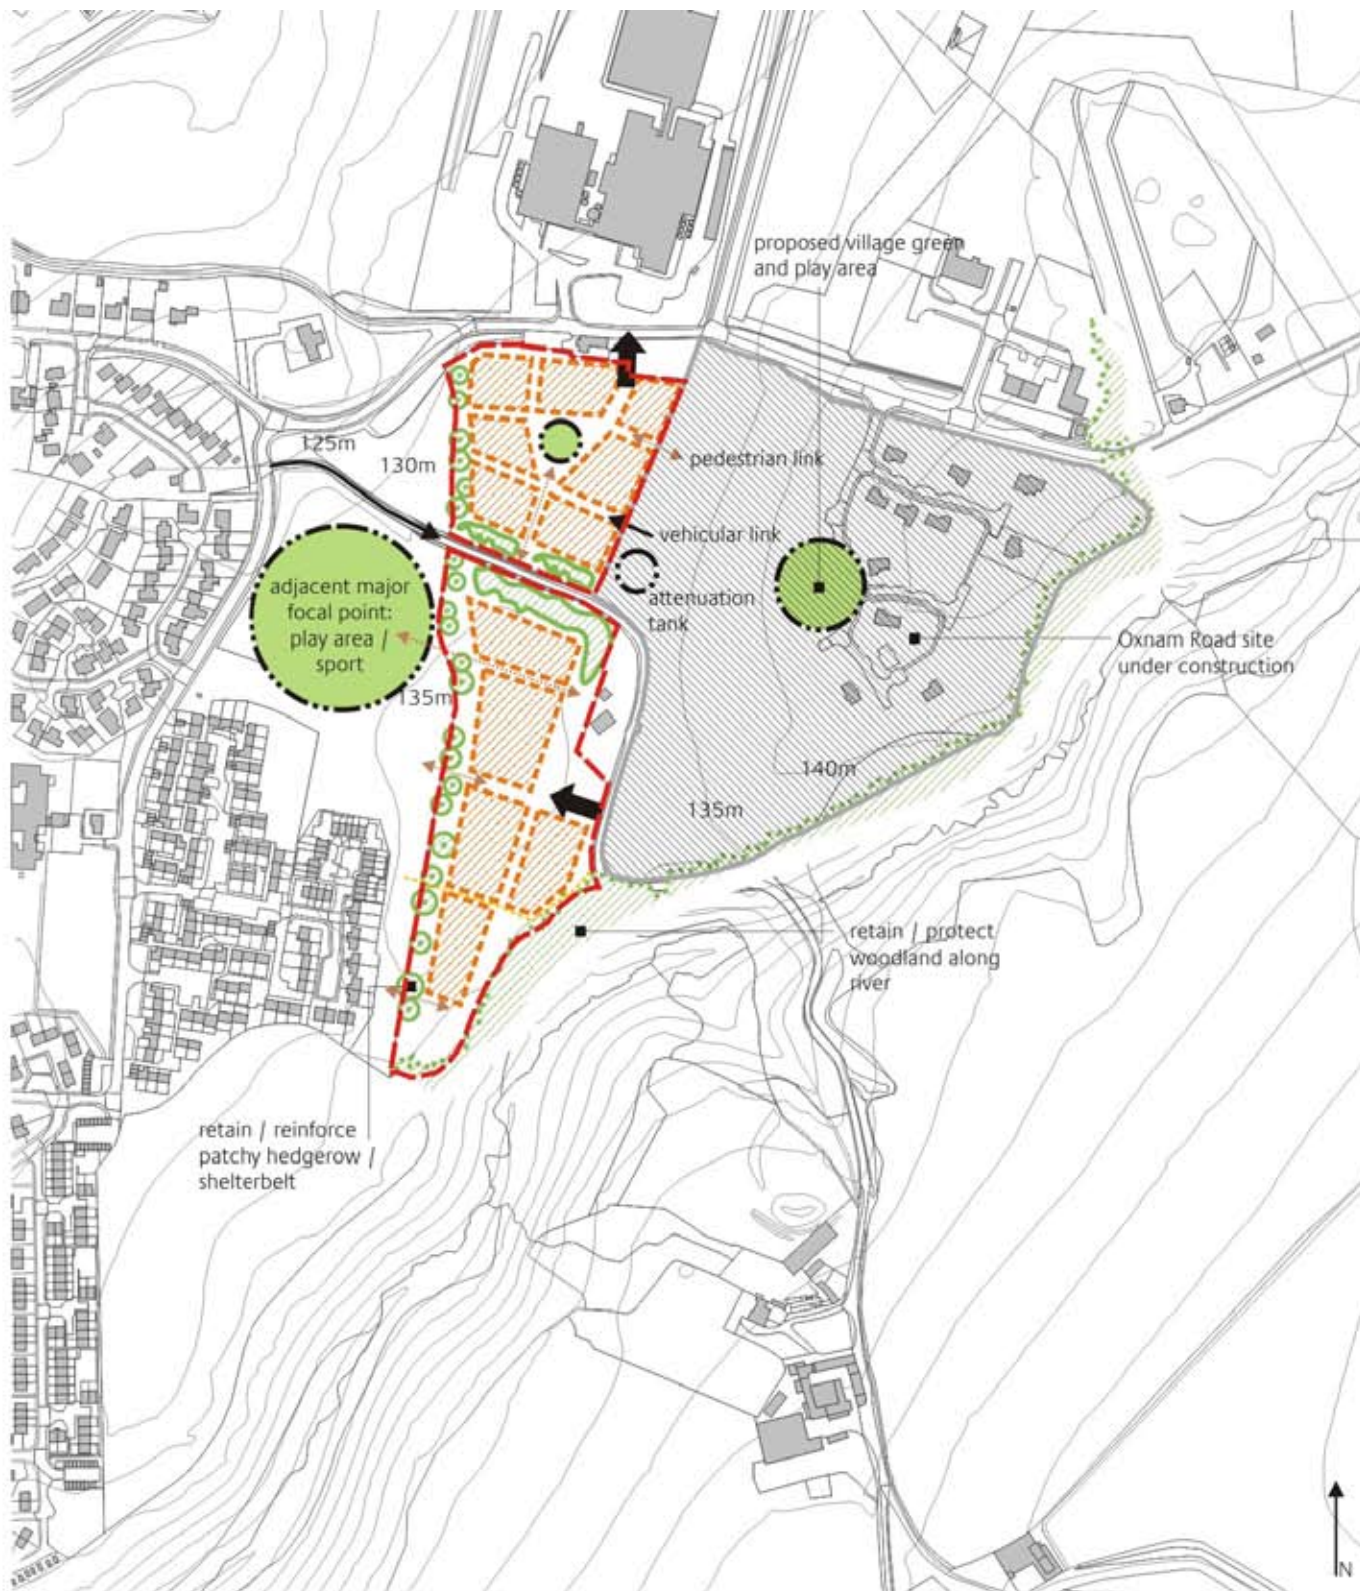 proposed village green
and play area
125m
130m
pedestrian link
vehicular link
adjacent major
focal point:
play area /
sport
attenuation
tank
Oxnam Road site
under construction
135m
140m
135m
retain / protect
woodland along
river
retain / reinforce
patchy hedgerow /
shelterbelt
N